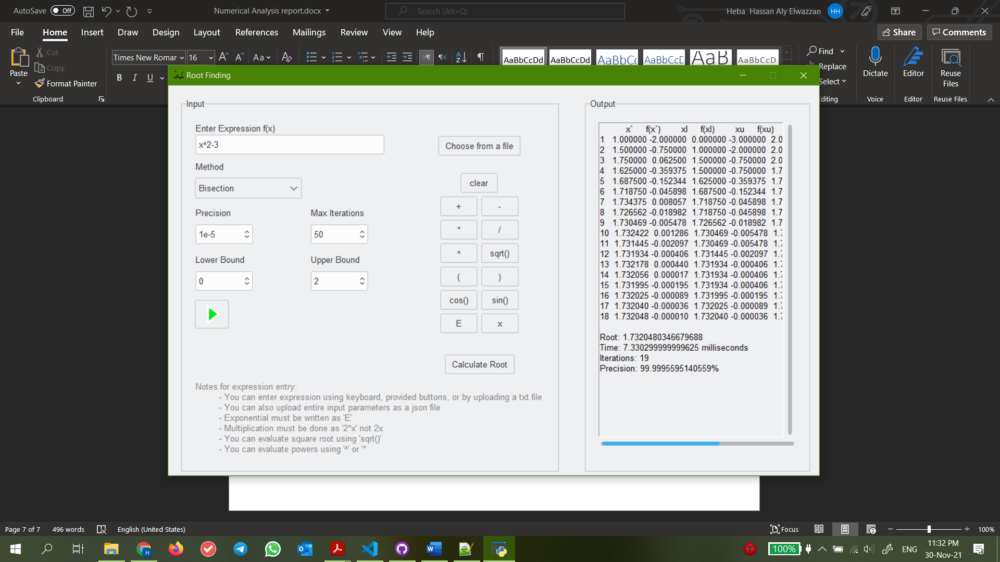 AutoSave Off
Numerical Analysis report.docx
Search (Alt+Q)
Heba Hassan Aly Elwazzan HH
File Home Insert Draw Design Layout References Mailings Review View Help
Share Comments
Paste
Cut
Copy
Format Painter
Clipboard
Times New Romar 16
Aa
B I U
AaBbCcDd AaBbCcDd AaBbCc AaBbCcD AaB AaBbCcD
Find
Replace
Select
Editing
Dictate
Voice
Editor
Editor
Reuse Files
Reuse Files
Root Finding
Input
Enter Expression f(x)
x^2-3
Method
Bisection
Precision
1e-5
Max Iterations
50
Lower Bound
0
Upper Bound
2
Choose from a file
clear
+ -
* /
^ sqrt()
( )
cos() sin()
E x
Calculate Root
Notes for expression entry:
- You can enter expression using keyboard, provided buttons, or by uploading a txt file
- You can also upload entire input parameters as a json file
- Exponential must be written as 'E'
- Multiplication must be done as '2*x' not 2x
- You can evaluate square root using 'sqrt()'
- You can evaluate powers using '^' or '*
Output
x` f(x`) xl f(xl) xu f(xu)
1 1.000000 -2.000000 0.000000 -3.000000 2.0
2 1.500000 -0.750000 1.000000 -2.000000 2.0
3 1.750000 0.062500 1.500000 -0.750000 2.0
4 1.625000 -0.359375 1.500000 -0.750000 1.7
5 1.687500 -0.152344 1.625000 -0.359375 1.7
6 1.718750 -0.045898 1.687500 -0.152344 1.7
7 1.734375 0.008057 1.718750 -0.045898 1.7
8 1.726562 -0.018982 1.718750 -0.045898 1.7
9 1.730469 -0.005478 1.726562 -0.018982 1.7
10 1.732422 0.001286 1.730469 -0.005478 1.
11 1.731445 -0.002097 1.730469 -0.005478 1.
12 1.731934 -0.000406 1.731445 -0.002097 1.
13 1.732178 0.000440 1.731934 -0.000406 1.
14 1.732056 0.000017 1.731934 -0.000406 1.
15 1.731995 -0.000195 1.731934 -0.000406 1.
16 1.732025 -0.000089 1.731995 -0.000195 1.
17 1.732040 -0.000036 1.732025 -0.000089 1.
18 1.732048 -0.000010 1.732040 -0.000036 1.
Root: 1.7320480346679688
Time: 7.330299999999625 milliseconds
Iterations: 19
Precision: 99.9995595140559%
Page 7 of 7 496 words English (United States)
Focus 100%
100% ENG
11:32 PM
30-Nov-21